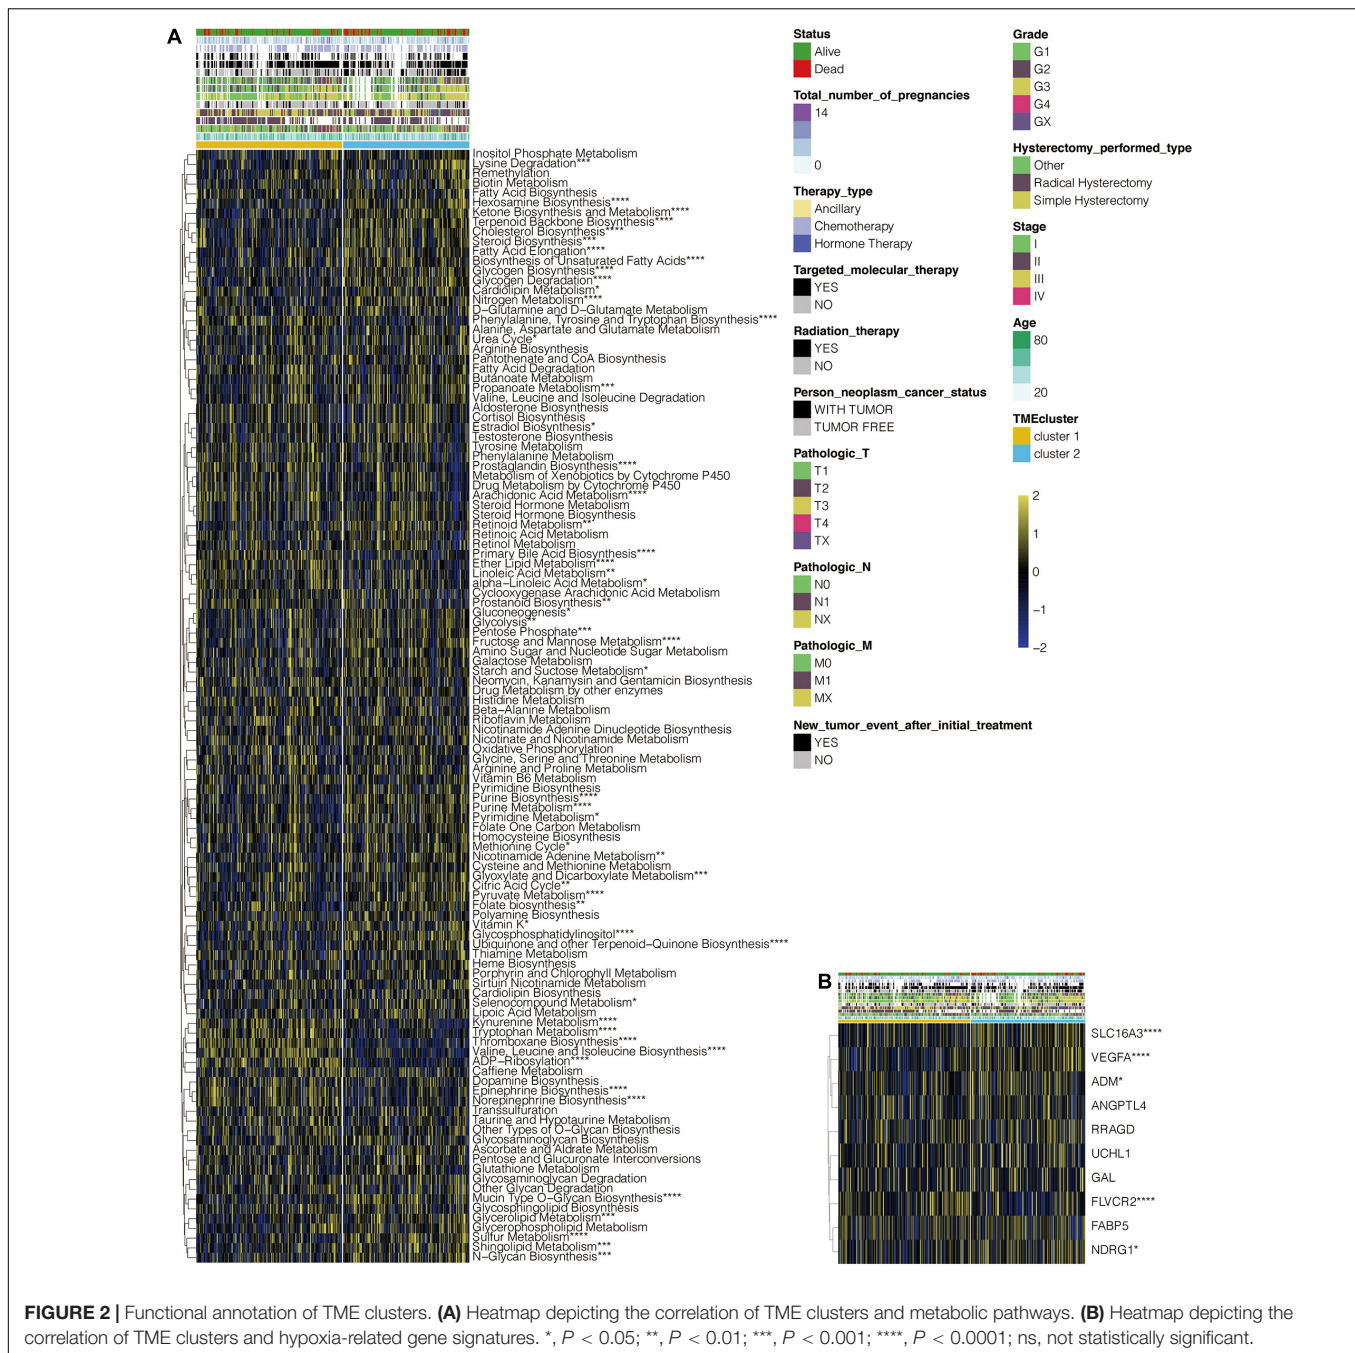 A
Inositol Phosphate Metabolism
Lysine Degradation***
Remethylation
Biotin Metabolism
Fatty Acid Biosynthesis
Hexosamine Biosynthesis****
Ketone Biosynthesis and Metabolism****
Terpenoid Backbone Biosynthesis****
Cholesterol Biosynthesis****
Steroid Biosynthesis***
Fatty Acid Elongation****
Biosynthesis of Unsaturated Fatty Acids****
Glycogen Biosynthesis****
Glycogen Degradation****
Cardiolipin Metabolism*
Nitrogen Metabolism****
D−Glutamine and D−Glutamate Metabolism
Phenylalanine, Tyrosine and Tryptophan Biosynthesis****
Alanine, Aspartate and Glutamate Metabolism
Urea Cycle*
Arginine Biosynthesis
Pantothenate and CoA Biosynthesis
Fatty Acid Degradation
Butanoate Metabolism
Propanoate Metabolism***
Valine, Leucine and Isoleucine Degradation
Aldosterone Biosynthesis
Cortisol Biosynthesis
Estradiol Biosynthesis*
Testosterone Biosynthesis
Tyrosine Metabolism
Phenylalanine Metabolism
Prostaglandin Biosynthesis****
Metabolism of Xenobiotics by Cytochrome P450
Drug Metabolism by Cytochrome P450
Arachidonic Acid Metabolism****
Steroid Hormone Metabolism
Steroid Hormone Biosynthesis
Retinoid Metabolism**
Retinoic Acid Metabolism
Retinol Metabolism
Primary Bile Acid Biosynthesis****
Ether Lipid Metabolism****
Linoleic Acid Metabolism**
alpha−Linoleic Acid Metabolism*
Cyclooxygenase Arachidonic Acid Metabolism
Prostanoid Biosynthesis**
Gluconeogenesis*
Glycolysis**
Pentose Phosphate***
Fructose and Mannose Metabolism****
Amino Sugar and Nucleotide Sugar Metabolism
Galactose Metabolism
Starch and Suctose Metabolism*
Neomycin, Kanamysin and Gentamicin Biosynthesis
Drug Metabolism by other enzymes
Histidine Metabolism
Beta−Alanine Metabolism
Riboflavin Metabolism
Nicotinamide Adenine Dinucleotide Biosynthesis
Nicotinate and Nicotinamide Metabolism
Oxidative Phosphorylation
Glycine, Serine and Threonine Metabolism
Arginine and Proline Metabolism
Vitamin B6 Metabolism
Pyrimidine Biosynthesis
Purine Biosynthesis****
Purine Metabolism****
Pyrimidine Metabolism*
Folate One Carbon Metabolism
Homocysteine Biosynthesis
Methionine Cycle*
Nicotinamide Adenine Metabolism**
Cysteine and Methionine Metabolism
Glyoxylate and Dicarboxylate Metabolism***
Citric Acid Cycle**
Pyruvate Metabolism****
Folate biosynthesis**
Polyamine Biosynthesis
Vitamin K*
Glycosphosphatidylinositol****
Ubiquinone and other Terpenoid−Quinone Biosynthesis****
Thiamine Metabolism
Heme Biosynthesis
Porphyrin and Chlorophyll Metabolism
Sirtuin Nicotinamide Metabolism
Cardiolipin Biosynthesis
Selenocompound Metabolism*
Lipoic Acid Metabolism
Kynurenine Metabolism****
Tryptophan Metabolism****
Thromboxane Biosynthesis****
Valine, Leucine and Isoleucine Biosynthesis****
ADP−Ribosylation****
Caffiene Metabolism
Dopamine Biosynthesis
Epinephrine Biosynthesis****
Norepinephrine Biosynthesis****
Transsulfuration
Taurine and Hypotaurine Metabolism
Other Types of O−Glycan Biosynthesis
Glycosaminoglycan Biosynthesis
Ascorbate and Aldrate Metabolism
Pentose and Glucuronate Interconversions
Glutathione Metabolism
Glycosaminoglycan Degradation
Other Glycan Degradation
Mucin Type O−Glycan Biosynthesis****
Glycosphingolipid Biosynthesis
Glycerolipid Metabolism***
Glycerophospholipid Metabolism
Sulfur Metabolism****
Shingolipid Metabolism***
N−Glycan Biosynthesis***
Status
Alive
Dead
Total_number_of_pregnancies
14
0
Therapy_type
Ancillary
Chemotherapy
Hormone Therapy
Targeted_molecular_therapy
YES
NO
Radiation_therapy
YES
NO
Person_neoplasm_cancer_status
WITH TUMOR
TUMOR FREE
Pathologic_T
T1
T2
T3
T4
TX
Pathologic_N
N0
N1
NX
Pathologic_M
M0
M1
MX
New_tumor_event_after_initial_treatment
YES
NO
Grade
G1
G2
G3
G4
GX
Hysterectomy_performed_type
Other
Radical Hysterectomy
Simple Hysterectomy
Stage
I
II
III
IV
Age
80
20
TMEcluster
cluster 1
cluster 2
2
1
0
−1
−2
B
SLC16A3****
VEGFA****
ADM*
ANGPTL4
RRAGD
UCHL1
GAL
FLVCR2****
FABP5
NDRG1*
FIGURE 2 | Functional annotation of TME clusters. (A) Heatmap depicting the correlation of TME clusters and metabolic pathways. (B) Heatmap depicting the
correlation of TME clusters and hypoxia-related gene signatures. *, P < 0.05; **, P < 0.01; ***, P < 0.001; ****, P < 0.0001; ns, not statistically significant.